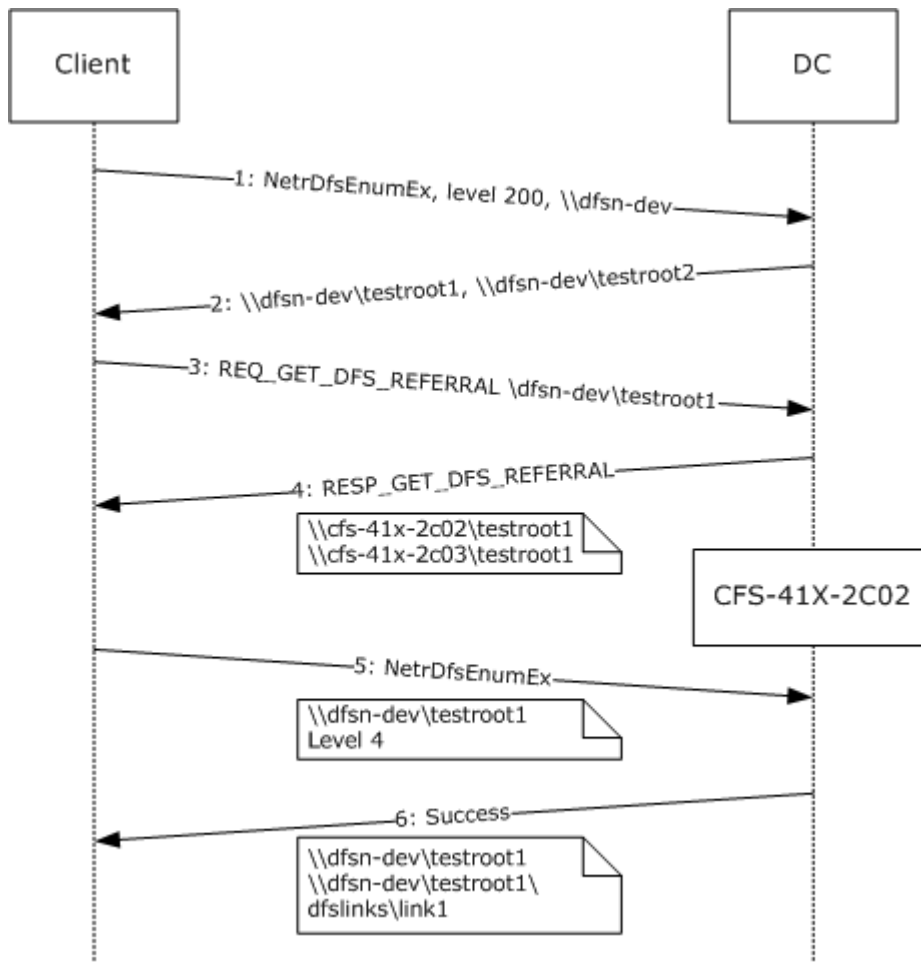 Client
DC
1: NetrDfsEnumEx, level 200, \\dfsn-dev
2: \\dfsn-dev\testroot1, \\dfsn-dev\testroot2
3: REQ_GET_DFS_REFERRAL \dfsn-dev\testroot1
4: RESP_GET_DFS_REFERRAL
\\cfs-41x-2c02\testroot1
\\cfs-41x-2c03\testroot1
CFS-41X-2C02
5: NetrDfsEnumEx
\\dfsn-dev\testroot1
Level 4
6: Success
\\dfsn-dev\testroot1
\\dfsn-dev\testroot1\
dfslinks\link1